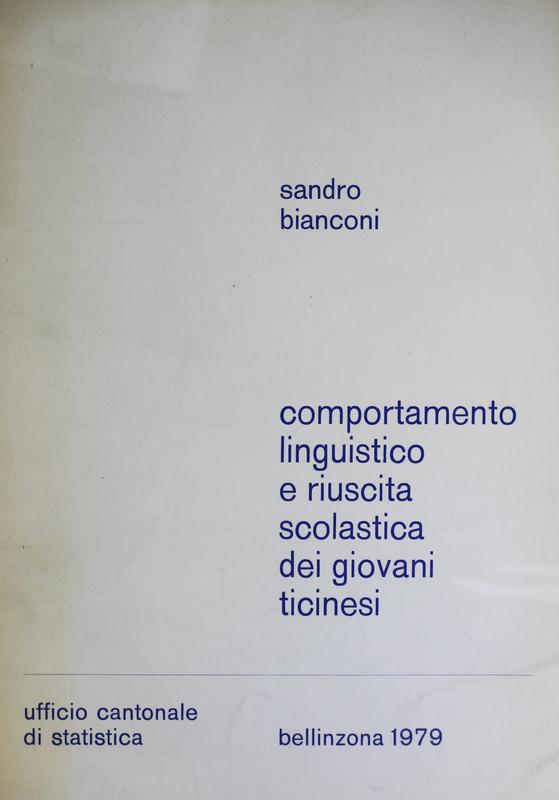 sandro
bianconi
comportamento
linguistico
e riuscita
scolastica
dei giovani
ticinesi
ufficio cantonale
di statistica
bellinzona 1979